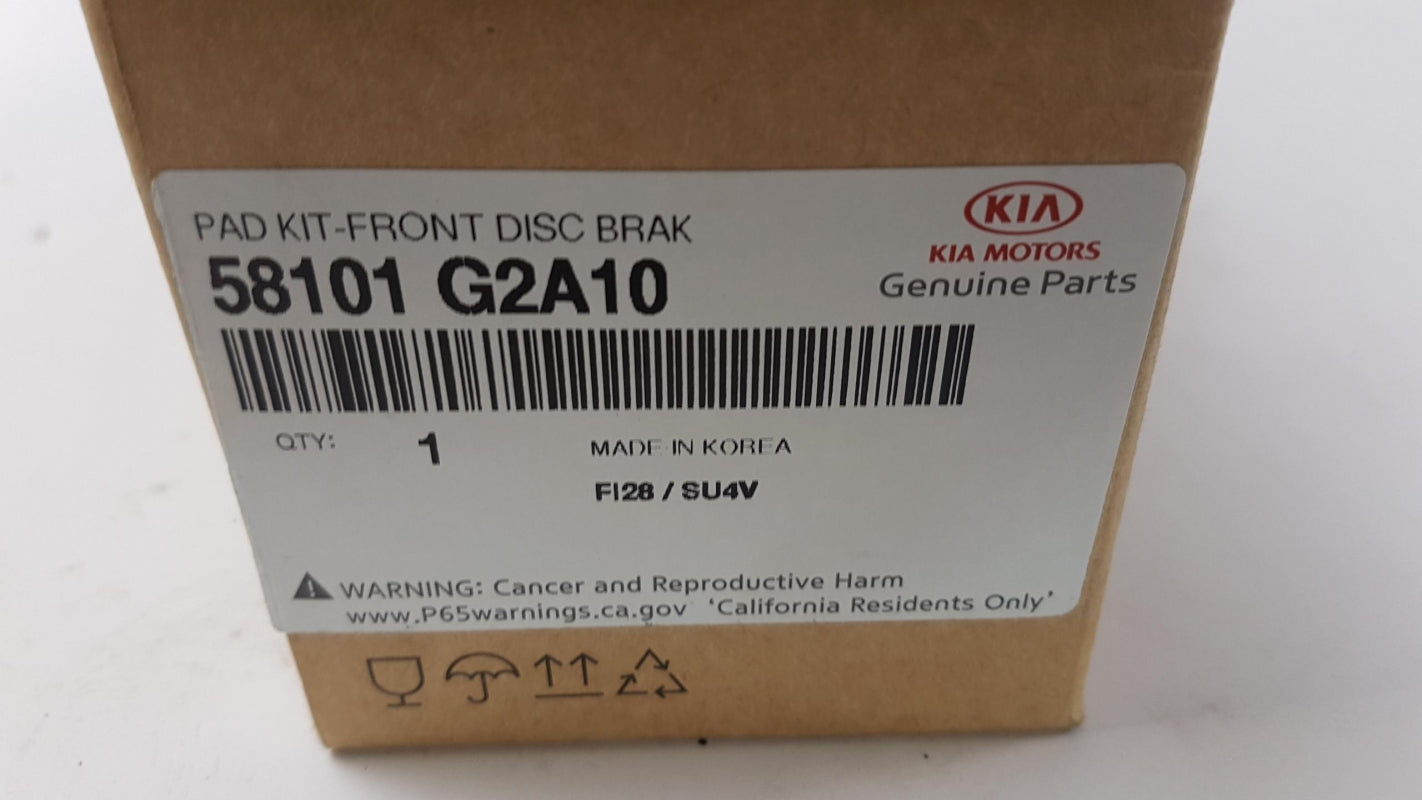 PAD KIT-FRONT DISC BRAK
58101 G2A10
KIA
KIA MOTORS
Genuine Parts
QTY: 1
MADE IN KOREA
FI28 / SU4V
WARNING: Cancer and Reproductive Harm
www.P65warnings.ca.gov 'California Residents Only'